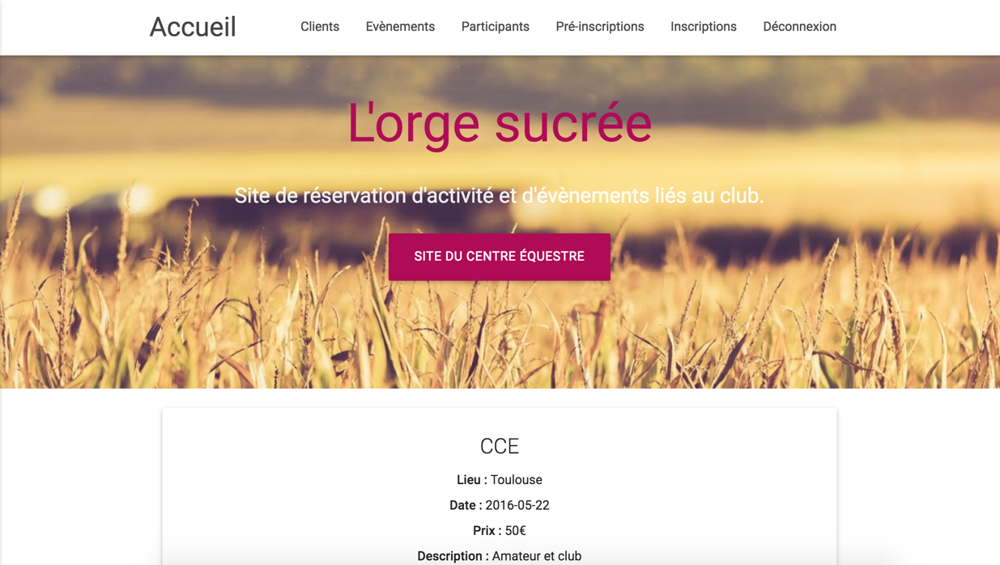 Accueil Clients Evènements Participants Pré-inscriptions Inscriptions Déconnexion
L'orge sucrée
Site de réservation d'activité et d'évènements liés au club.
SITE DU CENTRE ÉQUESTRE
CCE
Lieu : Toulouse
Date : 2016-05-22
Prix : 50€
Description : Amateur et club